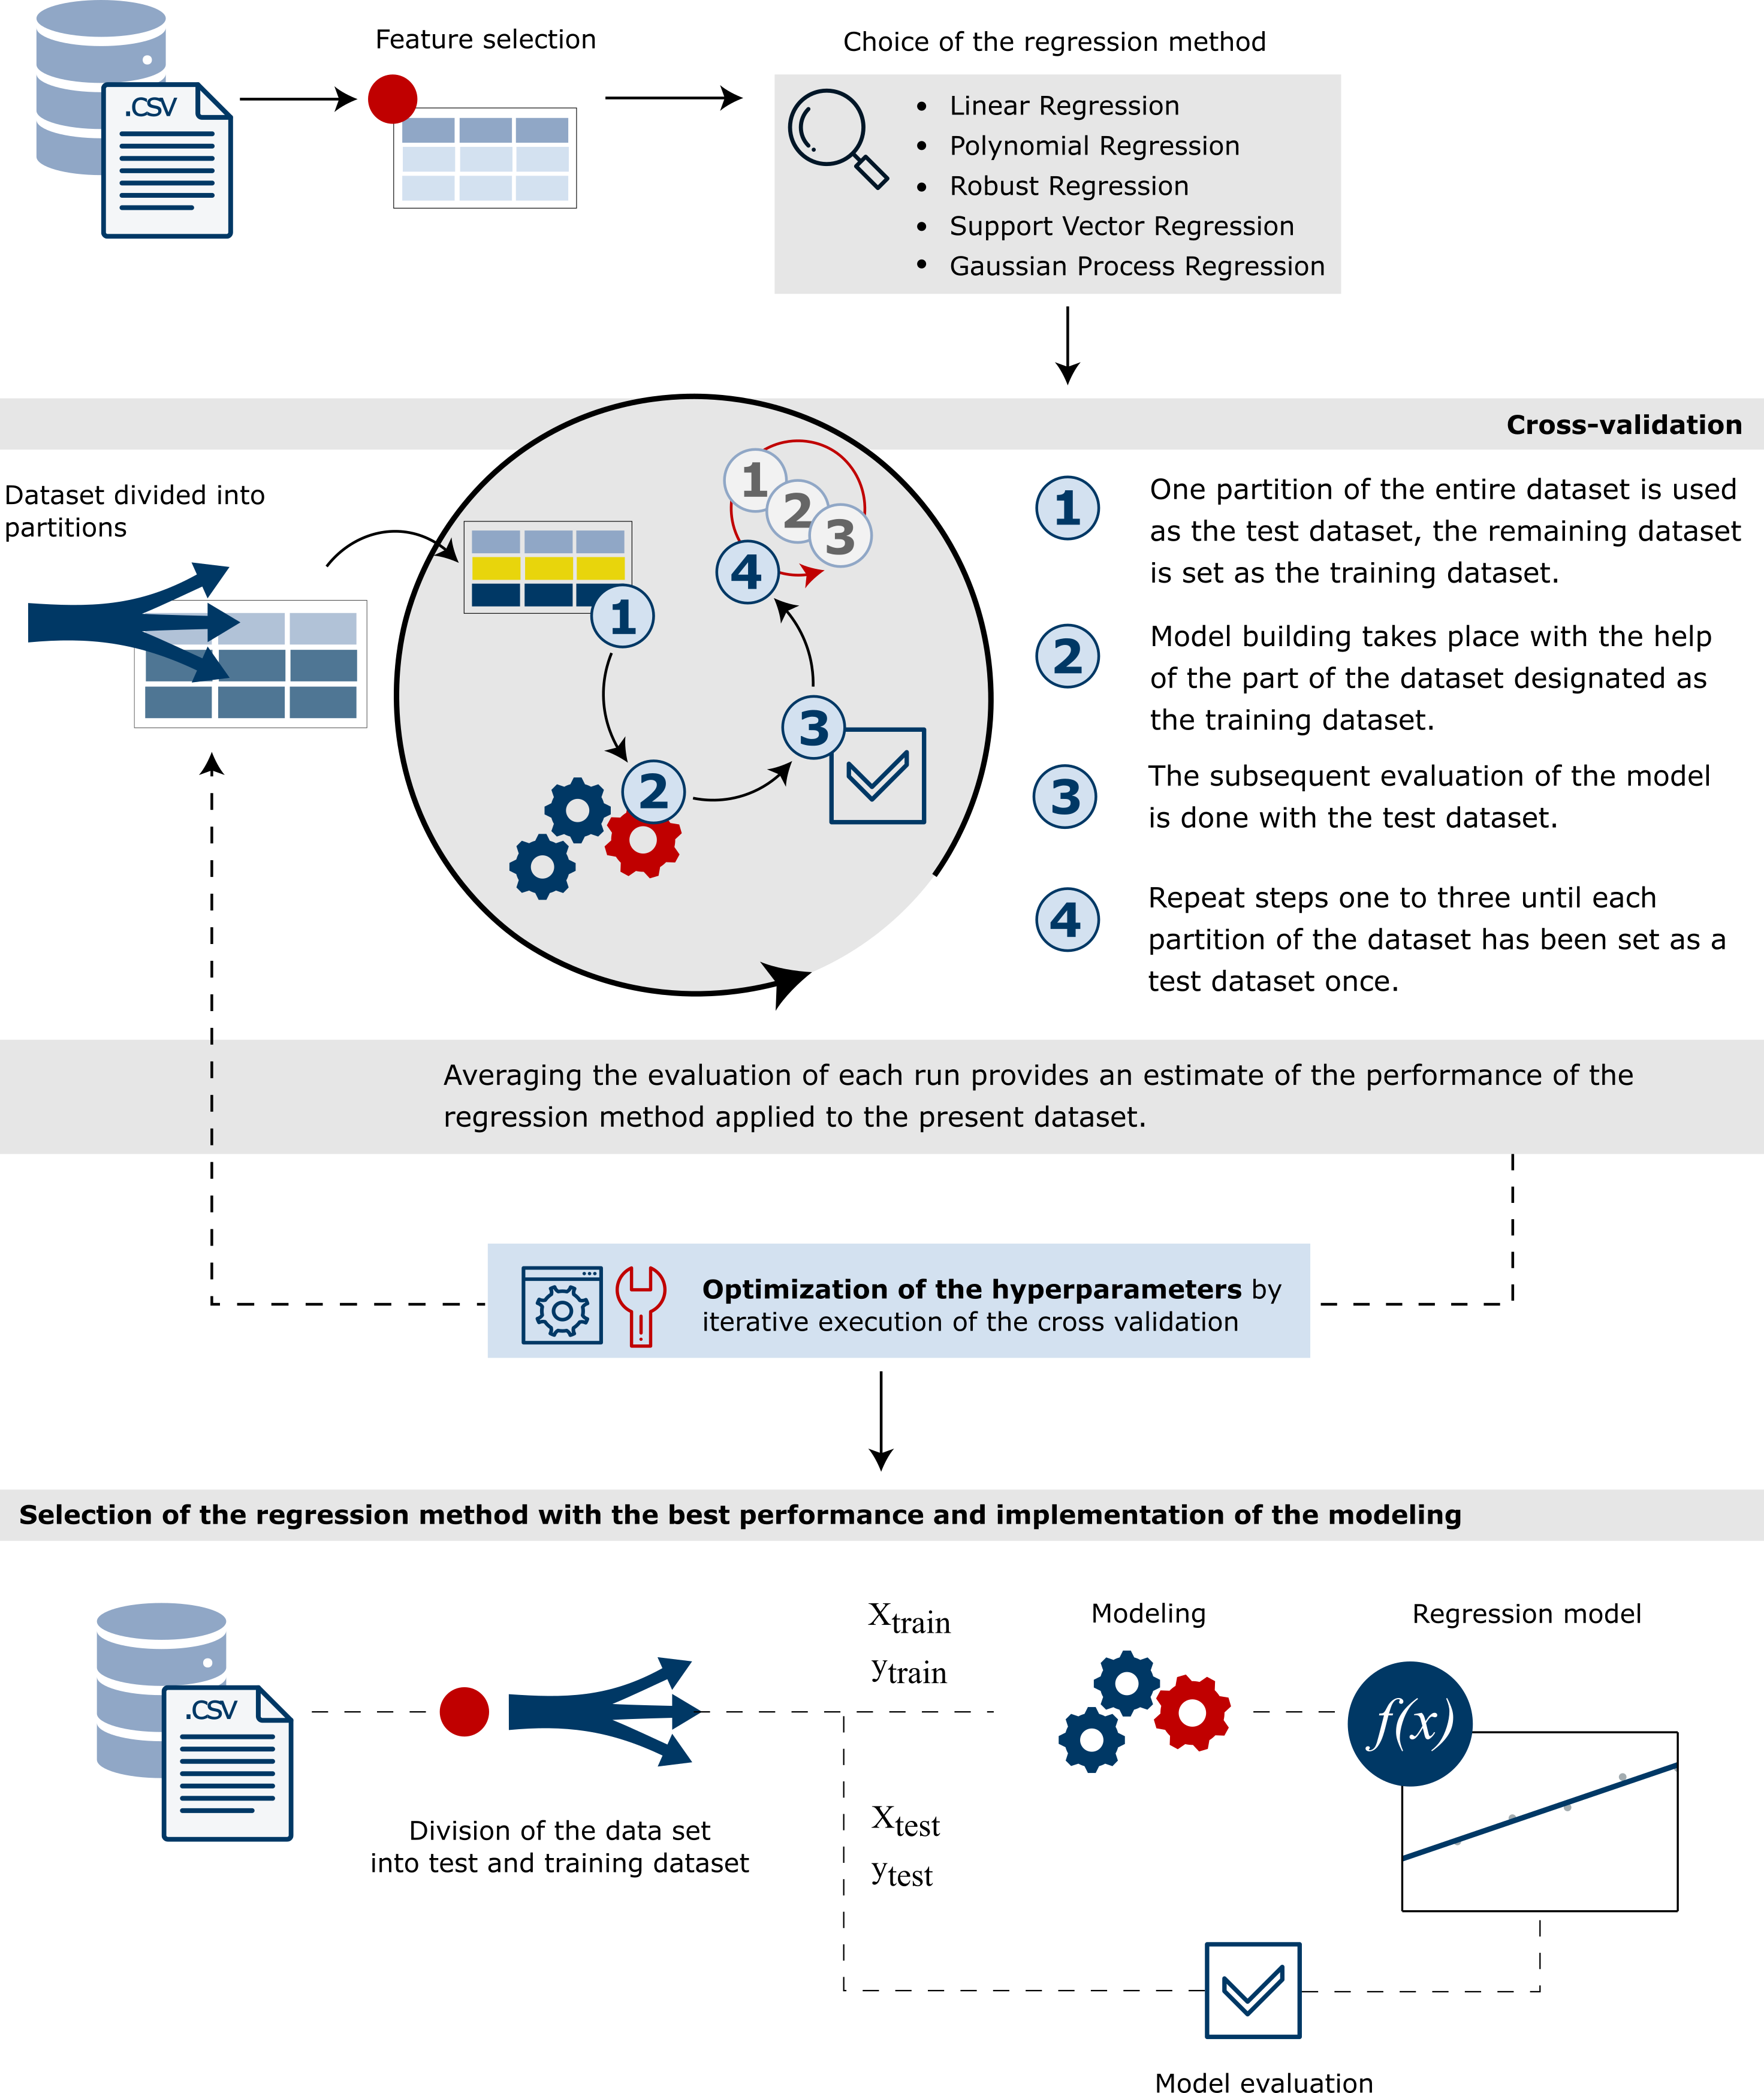 Feature selection
Choice of the regression method
.CSV
• Linear Regression
• Polynomial Regression
• Robust Regression
• Support Vector Regression
• Gaussian Process Regression
Cross-validation
Dataset divided into
partitions
1
2
3
4
1
2
3
1 One partition of the entire dataset is used
as the test dataset, the remaining dataset
is set as the training dataset.
2 Model building takes place with the help
of the part of the dataset designated as
the training dataset.
3 The subsequent evaluation of the model
is done with the test dataset.
4 Repeat steps one to three until each
partition of the dataset has been set as a
test dataset once.
Averaging the evaluation of each run provides an estimate of the performance of the
regression method applied to the present dataset.
Optimization of the hyperparameters by
iterative execution of the cross validation
Selection of the regression method with the best performance and implementation of the modeling
.CSV
Division of the data set
into test and training dataset
Xtrain
ytrain
Xtest
ytest
Modeling
Regression model
f(x)
Model evaluation